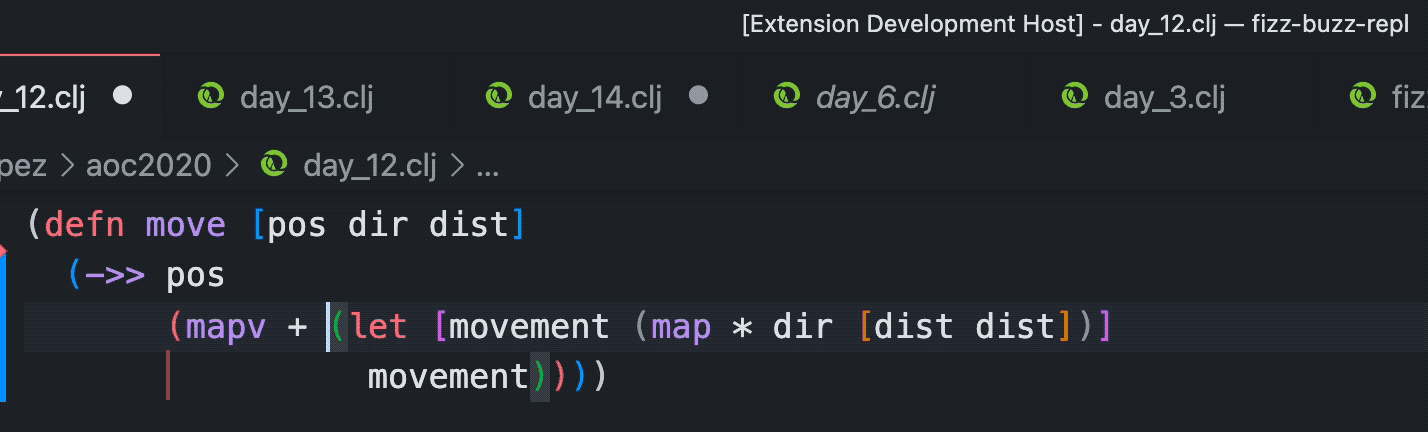 [Extension Development Host] - day_12.clj — fizz-buzz-repl
_12.clj day_13.clj day_14.clj day_6.clj day_3.clj fiz
pez > aoc2020 > day_12.clj > ...
(defn move [pos dir dist]
(->> pos
(mapv + (let [movement (map * dir [dist dist])]
movement))))